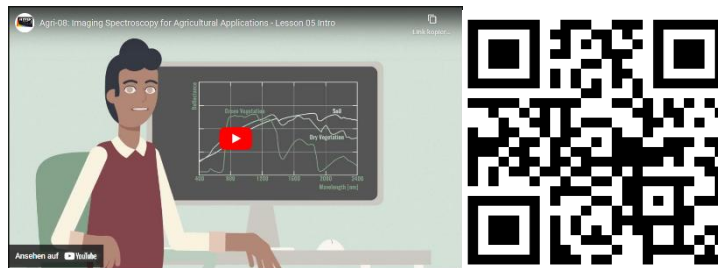 Agri-08: Imaging Spectroscopy for Agricultural Applications - Lesson 05 Intro
Link kopier...
Reflectance
Green Vegetation
Soil
Dry Vegetation
400 800 1200 1600 2000 2400
Wavelength [nm]
Ansehen auf YouTube